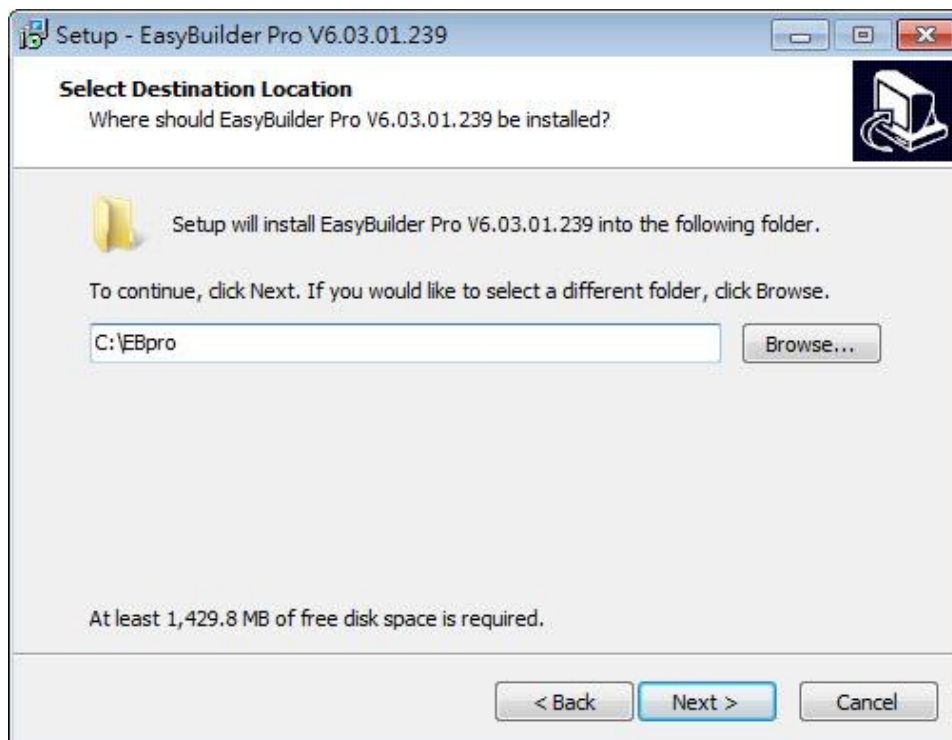 Setup - EasyBuilder Pro V6.03.01.239
Select Destination Location
Where should EasyBuilder Pro V6.03.01.239 be installed?
Setup will install EasyBuilder Pro V6.03.01.239 into the following folder.
To continue, click Next. If you would like to select a different folder, click Browse.
C:\EBpro
Browse...
At least 1,429.8 MB of free disk space is required.
< Back
Next >
Cancel